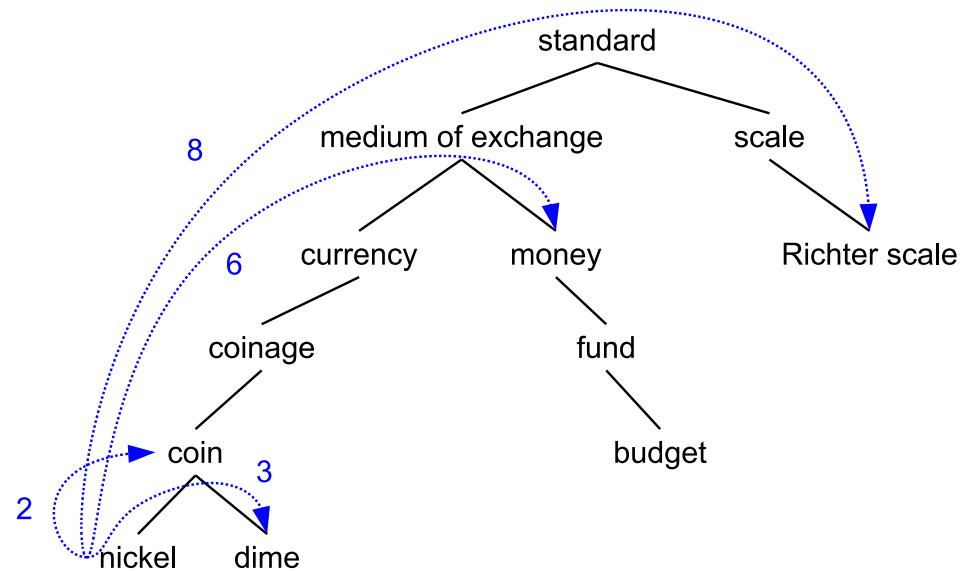 standard
8
medium of exchange
scale
6
currency
money
Richter scale
coinage
fund
coin
3
budget
2
nickel
dime